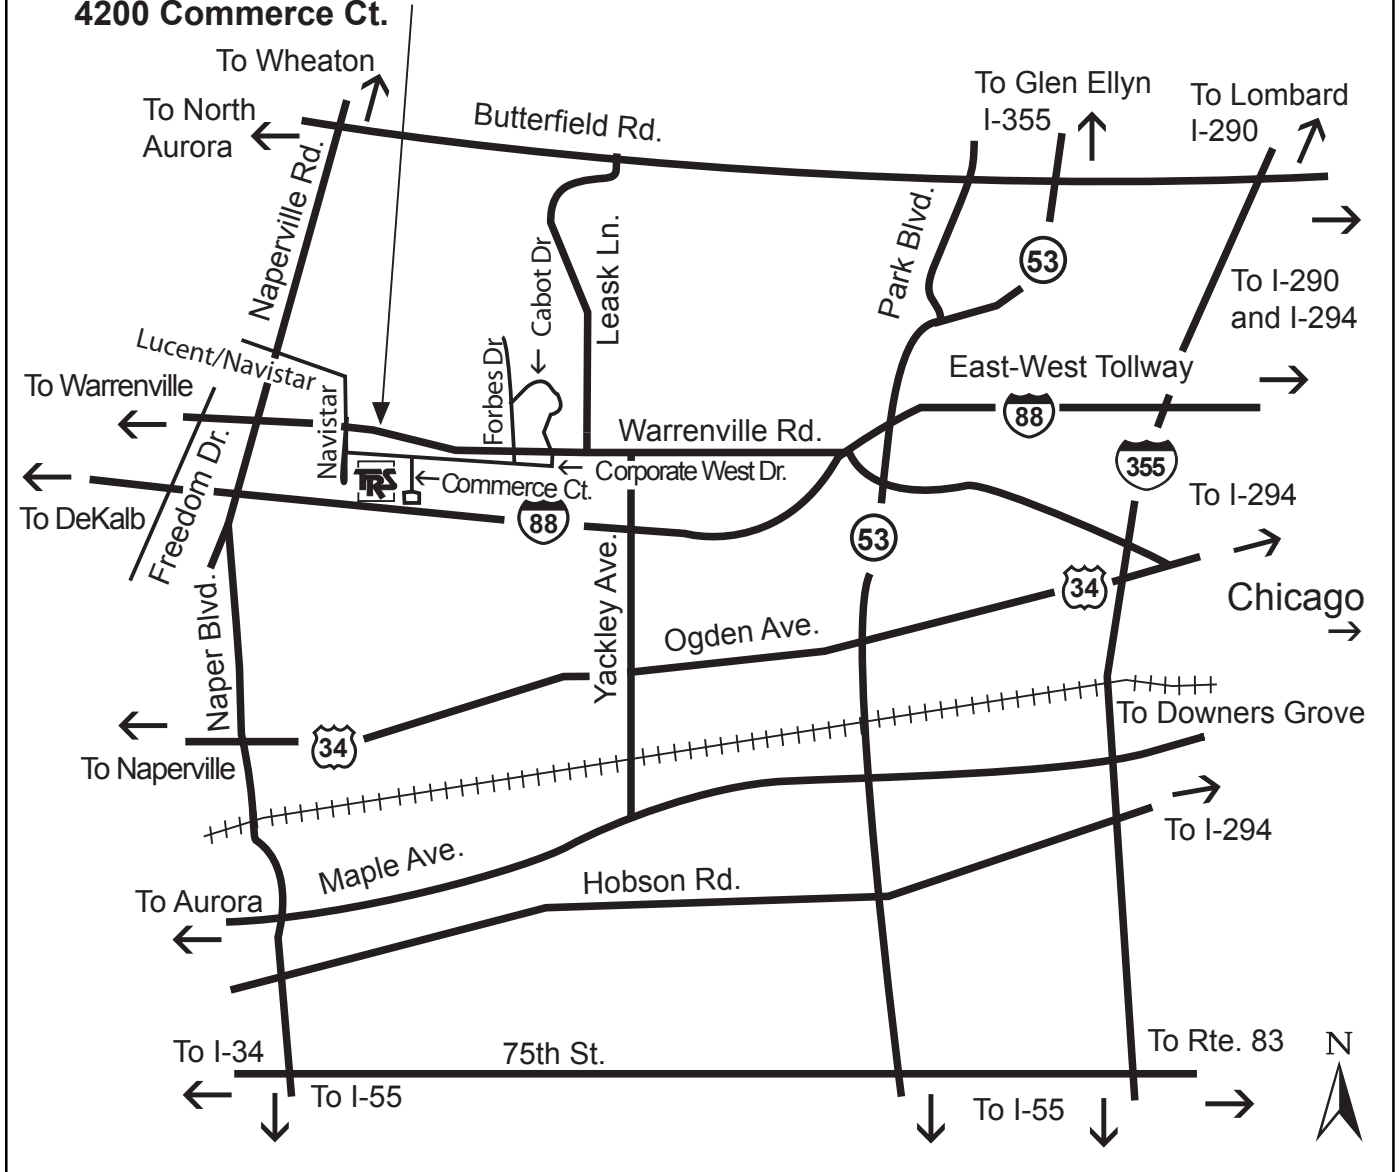 4200 Commerce Ct.
To Wheaton
To North
Aurora
Butterfield Rd.
To Glen Ellyn
I-355
To Lombard
I-290
Naperville Rd.
Cabot Dr
Leask Ln.
Park Blvd.
53
To I-290
and I-294
Lucent/Navistar
To Warrenville
Navistar
Forbes Dr
East-West Tollway
88
Warrenville Rd.
Freedom Dr.
TRS
Commerce Ct.
Corporate West Dr.
355
To I-294
To DeKalb
88
53
34
Chicago
Naper Blvd.
Yackley Ave.
Ogden Ave.
To Downers Grove
34
To Naperville
To I-294
Maple Ave.
Hobson Rd.
To Aurora
To I-34
75th St.
To Rte. 83
N
To I-55
To I-55